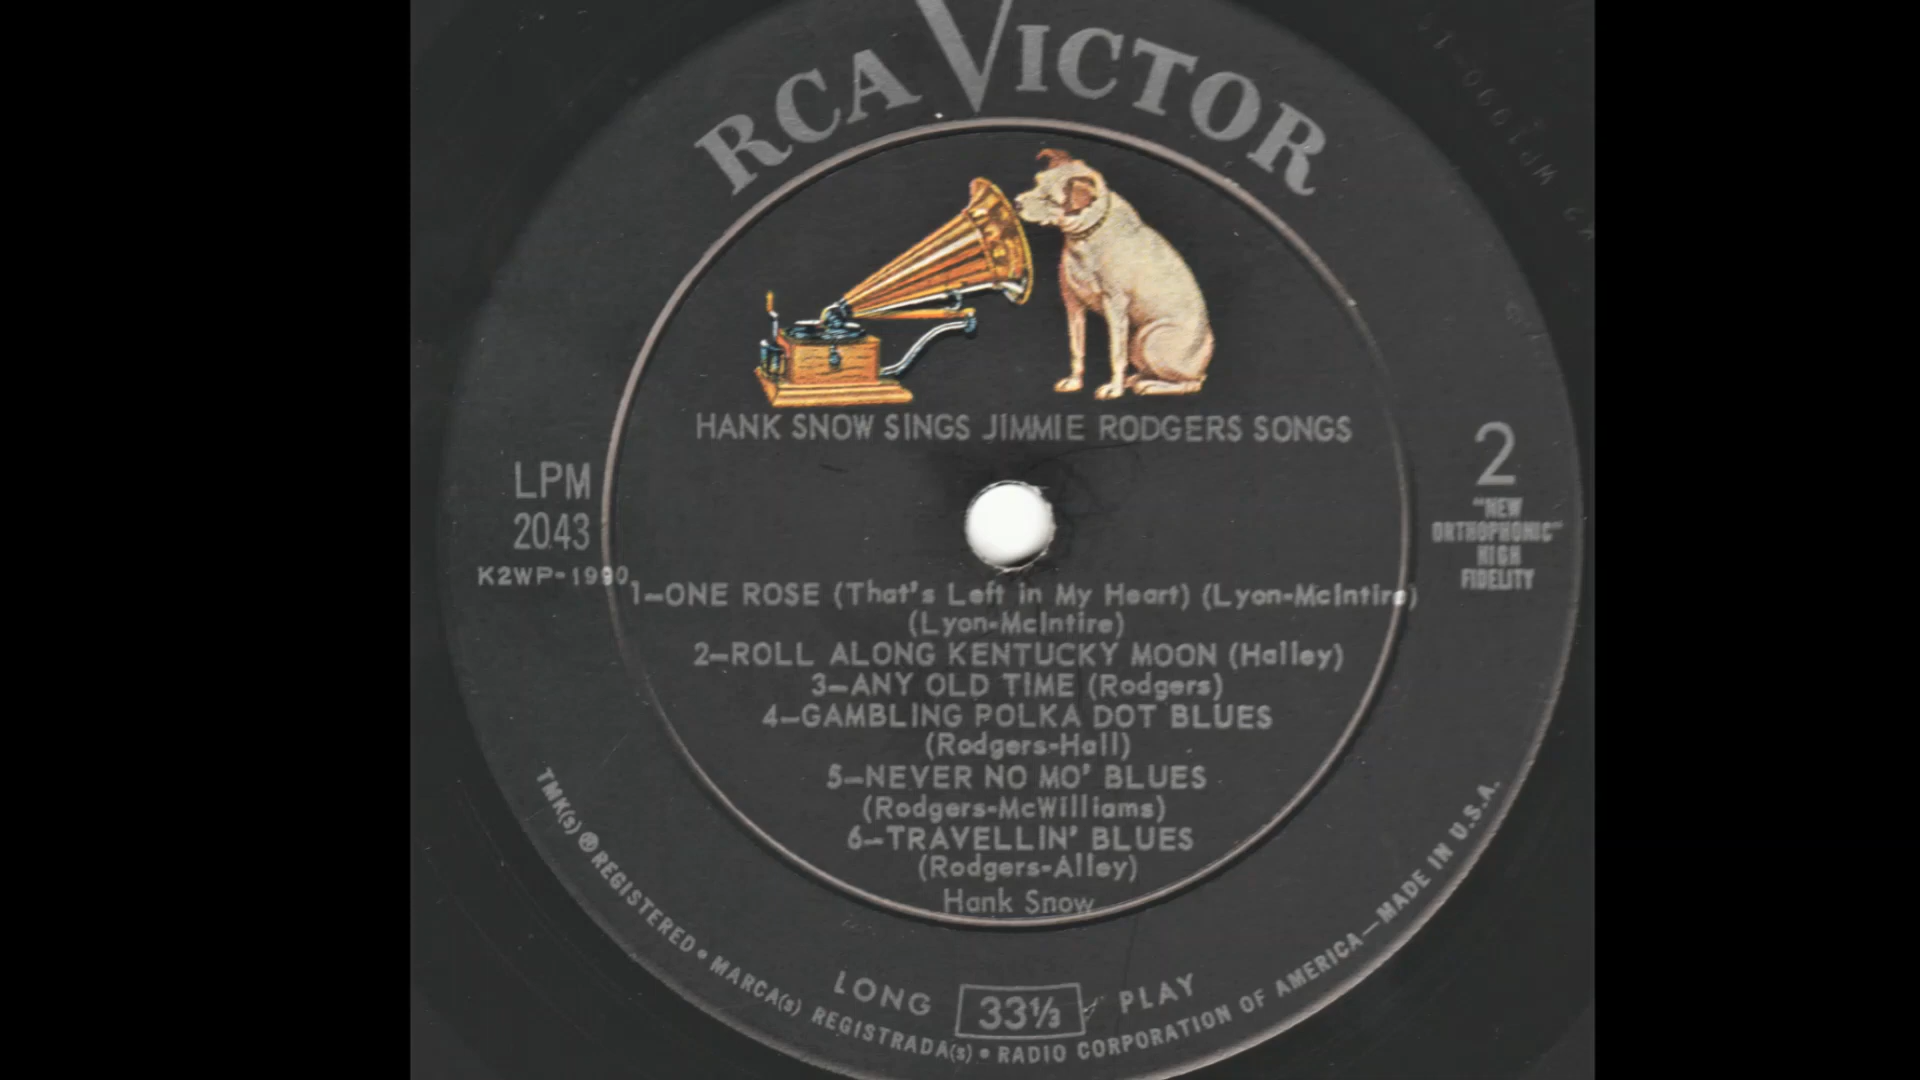 RCA VICTOR
HANK SNOW SINGS JIMMIE RODGERS SONGS
LPM
2043
K2WP-1990
2
"NEW
ORTHOPHONIC"
HIGH
FIDELITY
1—ONE ROSE (That's Left in My Heart) (Lyon-McIntire)
(Lyon-McIntire)
2—ROLL ALONG KENTUCKY MOON (Halley)
3—ANY OLD TIME (Rodgers)
4—GAMBLING POLKA DOT BLUES
(Rodgers-Hall)
5—NEVER NO MO' BLUES
(Rodgers-McWilliams)
6—TRAVELLIN' BLUES
(Rodgers-Alley)
Hank Snow
LONG 33⅓ PLAY
TMK(s) ® REGISTERED • MARCA(s) REGISTRADA(s) • RADIO CORPORATION OF AMERICA—MADE IN U.S.A.